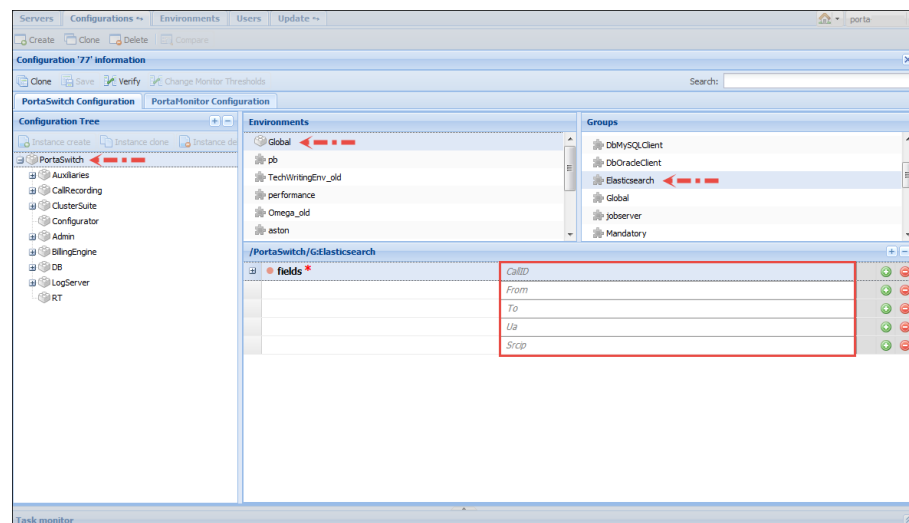 Servers Configurations Environments Users Update porta
Create Clone Delete Compare
Configuration '77' information
Clone Save Verify Change Monitor Thresholds Search:
PortaSwitch Configuration PortaMonitor Configuration
Configuration Tree
Instance create Instance clone Instance de
PortaSwitch
Auxiliaries
CallRecording
ClusterSuite
Configurator
Admin
BillingEngine
DB
LogServer
RT
Environments
Global
pb
TechWritingEnv_old
performance
Omega_old
aston
Groups
DbMySQLClient
DbOracleClient
Elasticsearch
Global
jobserver
Mandatory
/PortaSwitch/G:Elasticsearch
fields * CallID
From
To
Ua
Srcip
Task monitor